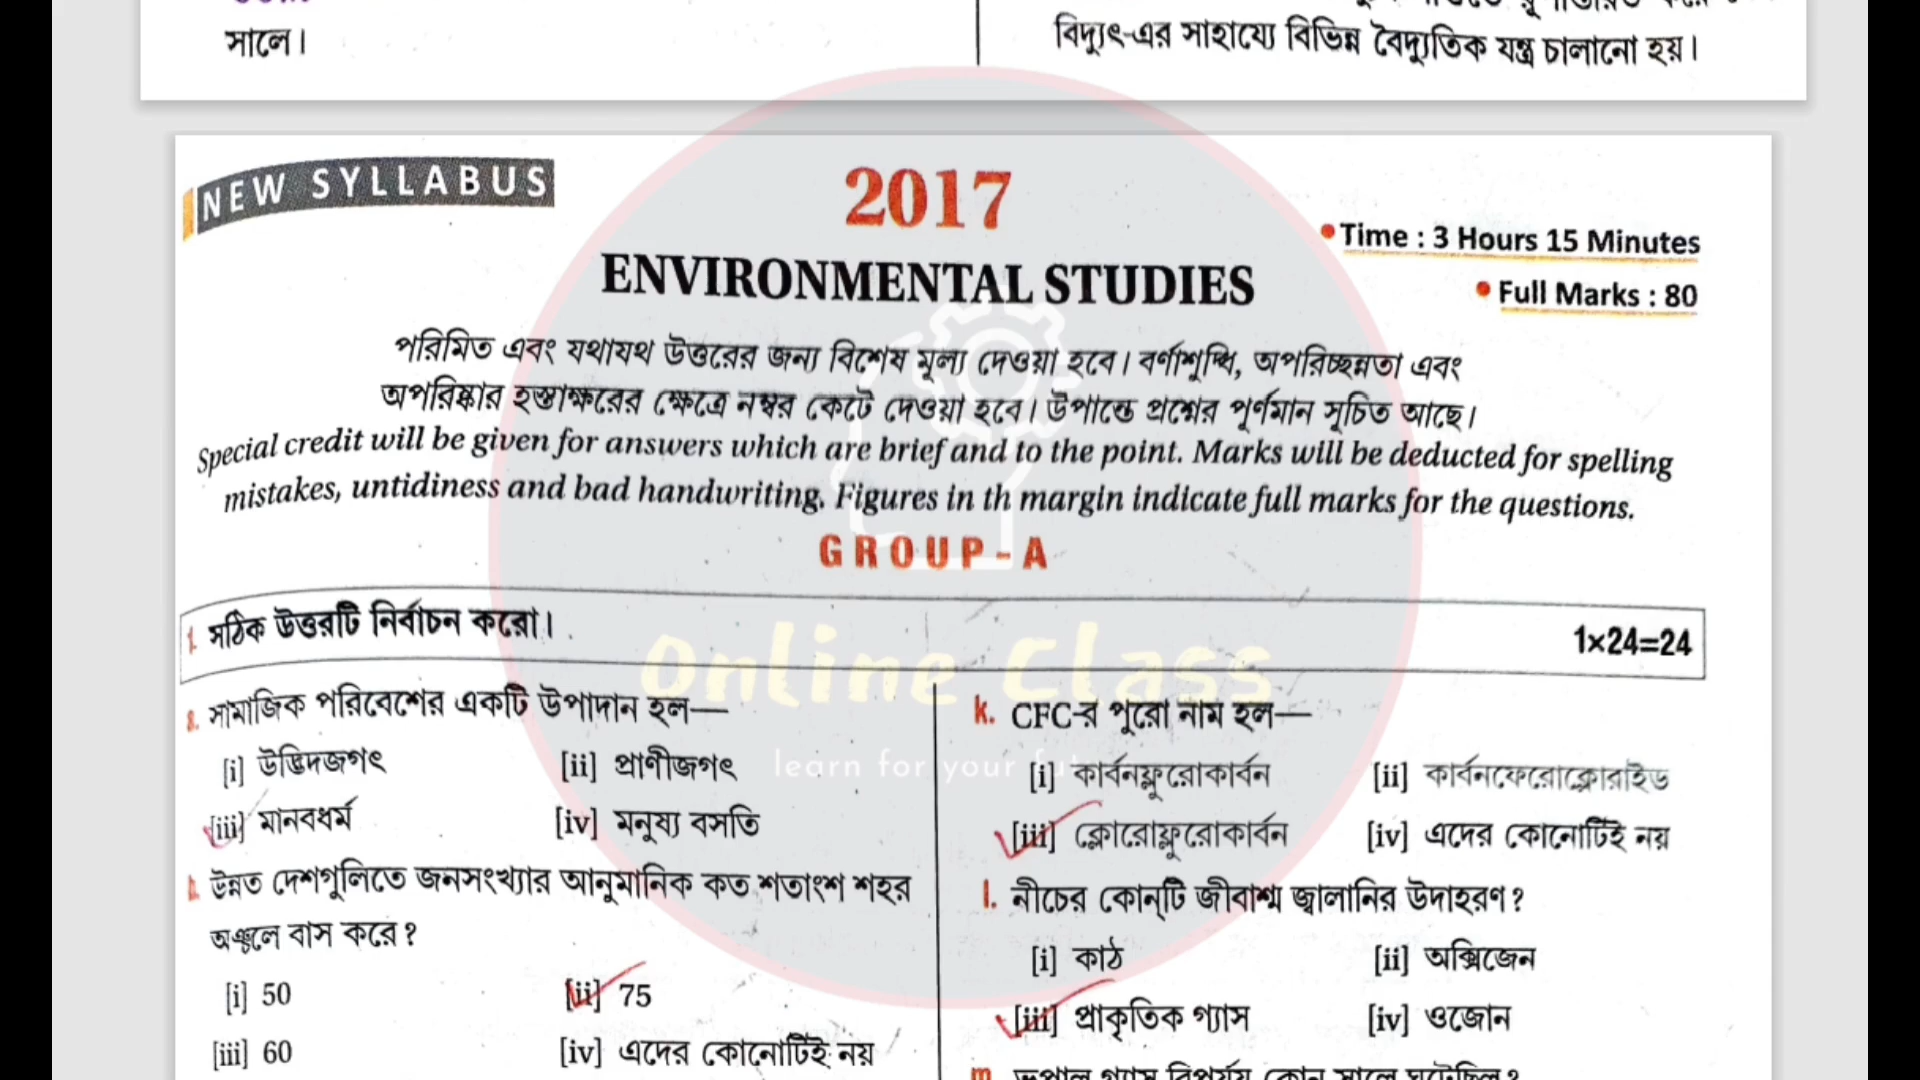 সালে।
বিদ্যুৎ-এর সাহায্যে বিভিন্ন বৈদ্যুতিক যন্ত্র চালানো হয়।
NEW SYLLABUS
2017
ENVIRONMENTAL STUDIES
• Time : 3 Hours 15 Minutes
• Full Marks : 80
পরিমিত এবং যথাযথ উত্তরের জন্য বিশেষ মূল্য দেওয়া হবে। বর্ণাশুদ্ধি, অপরিচ্ছন্নতা এবং
অপরিষ্কার হস্তাক্ষরের ক্ষেত্রে নম্বর কেটে দেওয়া হবে। উপান্তে প্রশ্নের পূর্ণমান সূচিত আছে।
Special credit will be given for answers which are brief and to the point. Marks will be deducted for spelling
mistakes, untidiness and bad handwriting. Figures in th margin indicate full marks for the questions.
GROUP-A
1. সঠিক উত্তরটি নির্বাচন করো। 1×24=24
Online Class
learn for your
a. সামাজিক পরিবেশের একটি উপাদান হল—
[i] উদ্ভিদজগৎ [ii] প্রাণীজগৎ
[iii] মানবধর্ম [iv] মনুষ্য বসতি
উন্নত দেশগুলিতে জনসংখ্যার আনুমানিক কত শতাংশ শহর
অঞ্চলে বাস করে?
[i] 50 [ii] 75
[iii] 60 [iv] এদের কোনোটিই নয়
k. CFC-র পুরো নাম হল—
[i] কার্বনফ্লুরোকার্বন [ii] কার্বনফেরোক্লোরাইড
[iii] ক্লোরোফ্লুরোকার্বন [iv] এদের কোনোটিই নয়
l. নীচের কোন্‌টি জীবাশ্ম জ্বালানির উদাহরণ?
[i] কাঠ [ii] অক্সিজেন
[iii] প্রাকৃতিক গ্যাস [iv] ওজোন
m. ভূপাল গ্যাস বিপর্যয় কোন সালে ঘটেছিল?